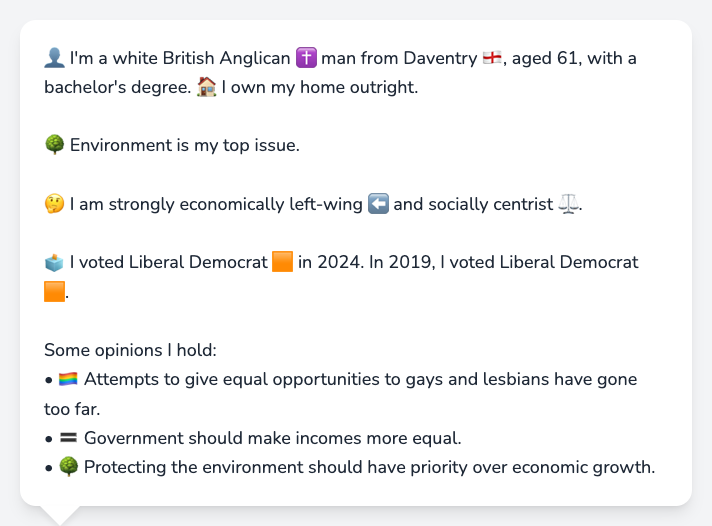 👤 I'm a white British Anglican ✝️ man from Daventry 🏴󠁧󠁢󠁥󠁮󠁧󠁿, aged 61, with a
bachelor's degree. 🏠 I own my home outright.
🌳 Environment is my top issue.
🤔 I am strongly economically left-wing ⬅️ and socially centrist ⚖️.
🗳️ I voted Liberal Democrat 🟧 in 2024. In 2019, I voted Liberal Democrat
🟧.
Some opinions I hold:
• 🏳️‍🌈 Attempts to give equal opportunities to gays and lesbians have gone
too far.
• 🟰 Government should make incomes more equal.
• 🌳 Protecting the environment should have priority over economic growth.